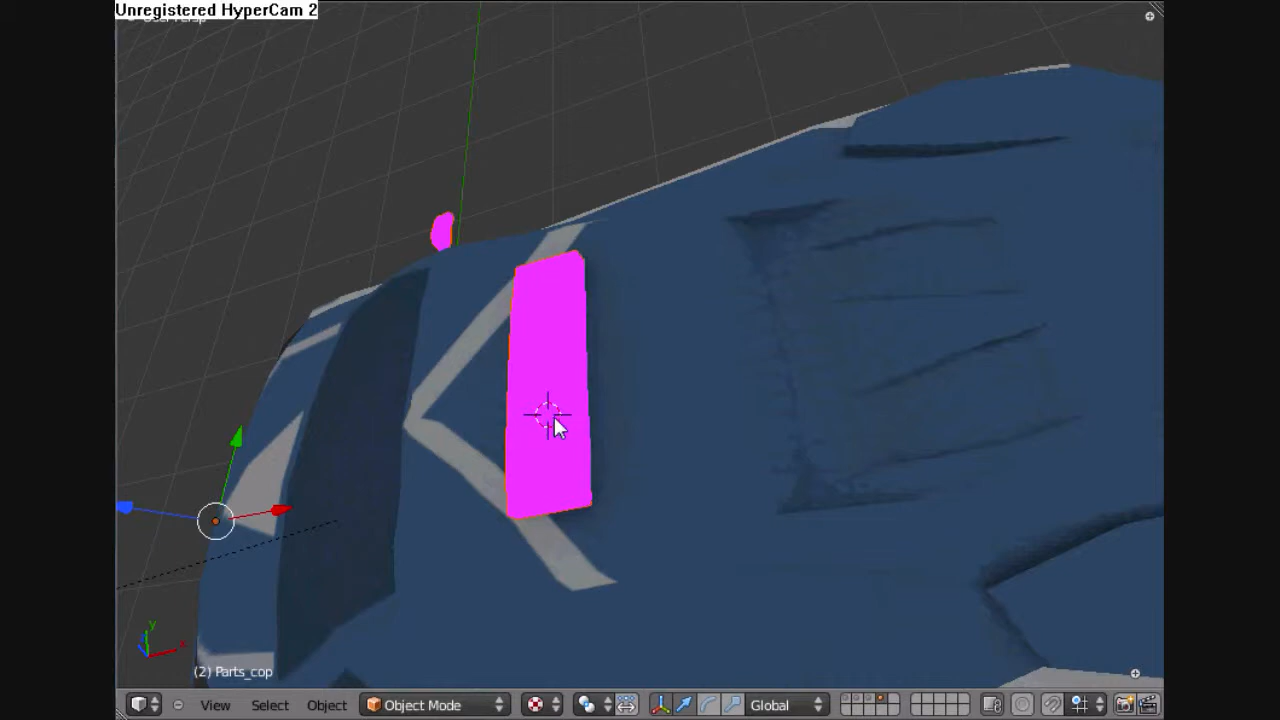 Unregistered HyperCam 2
(2) Parts_cop
View Select Object Object Mode Global
y
x